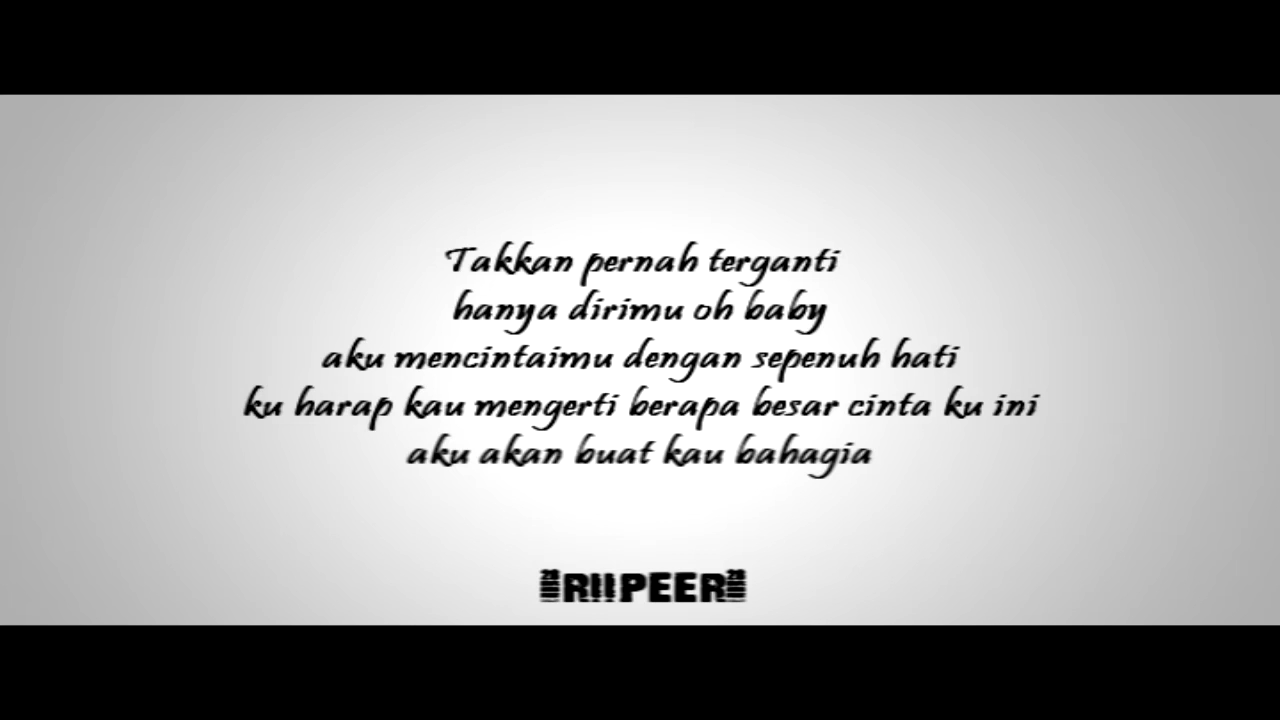 Takkan pernah terganti
hanya dirimu oh baby
aku mencintaimu dengan sepenuh hati
ku harap kau mengerti berapa besar cinta ku ini
aku akan buat kau bahagia
RIIPEER